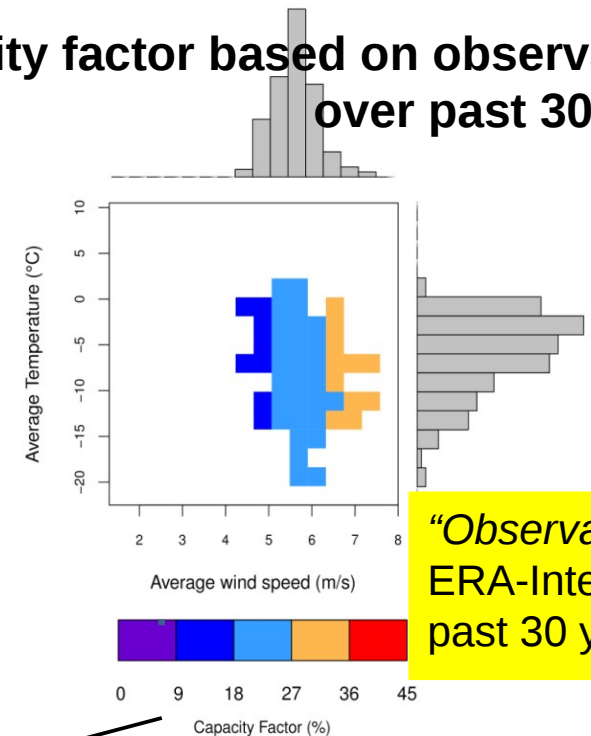 ity factor based on observa
over past 30
10
5
0
−5
−10
−15
−20
Average Temperature (°C)
2 3 4 5 6 7 8
Average wind speed (m/s)
“Observa
ERA-Inte
past 30 y
0 9 18 27 36 45
Capacity Factor (%)